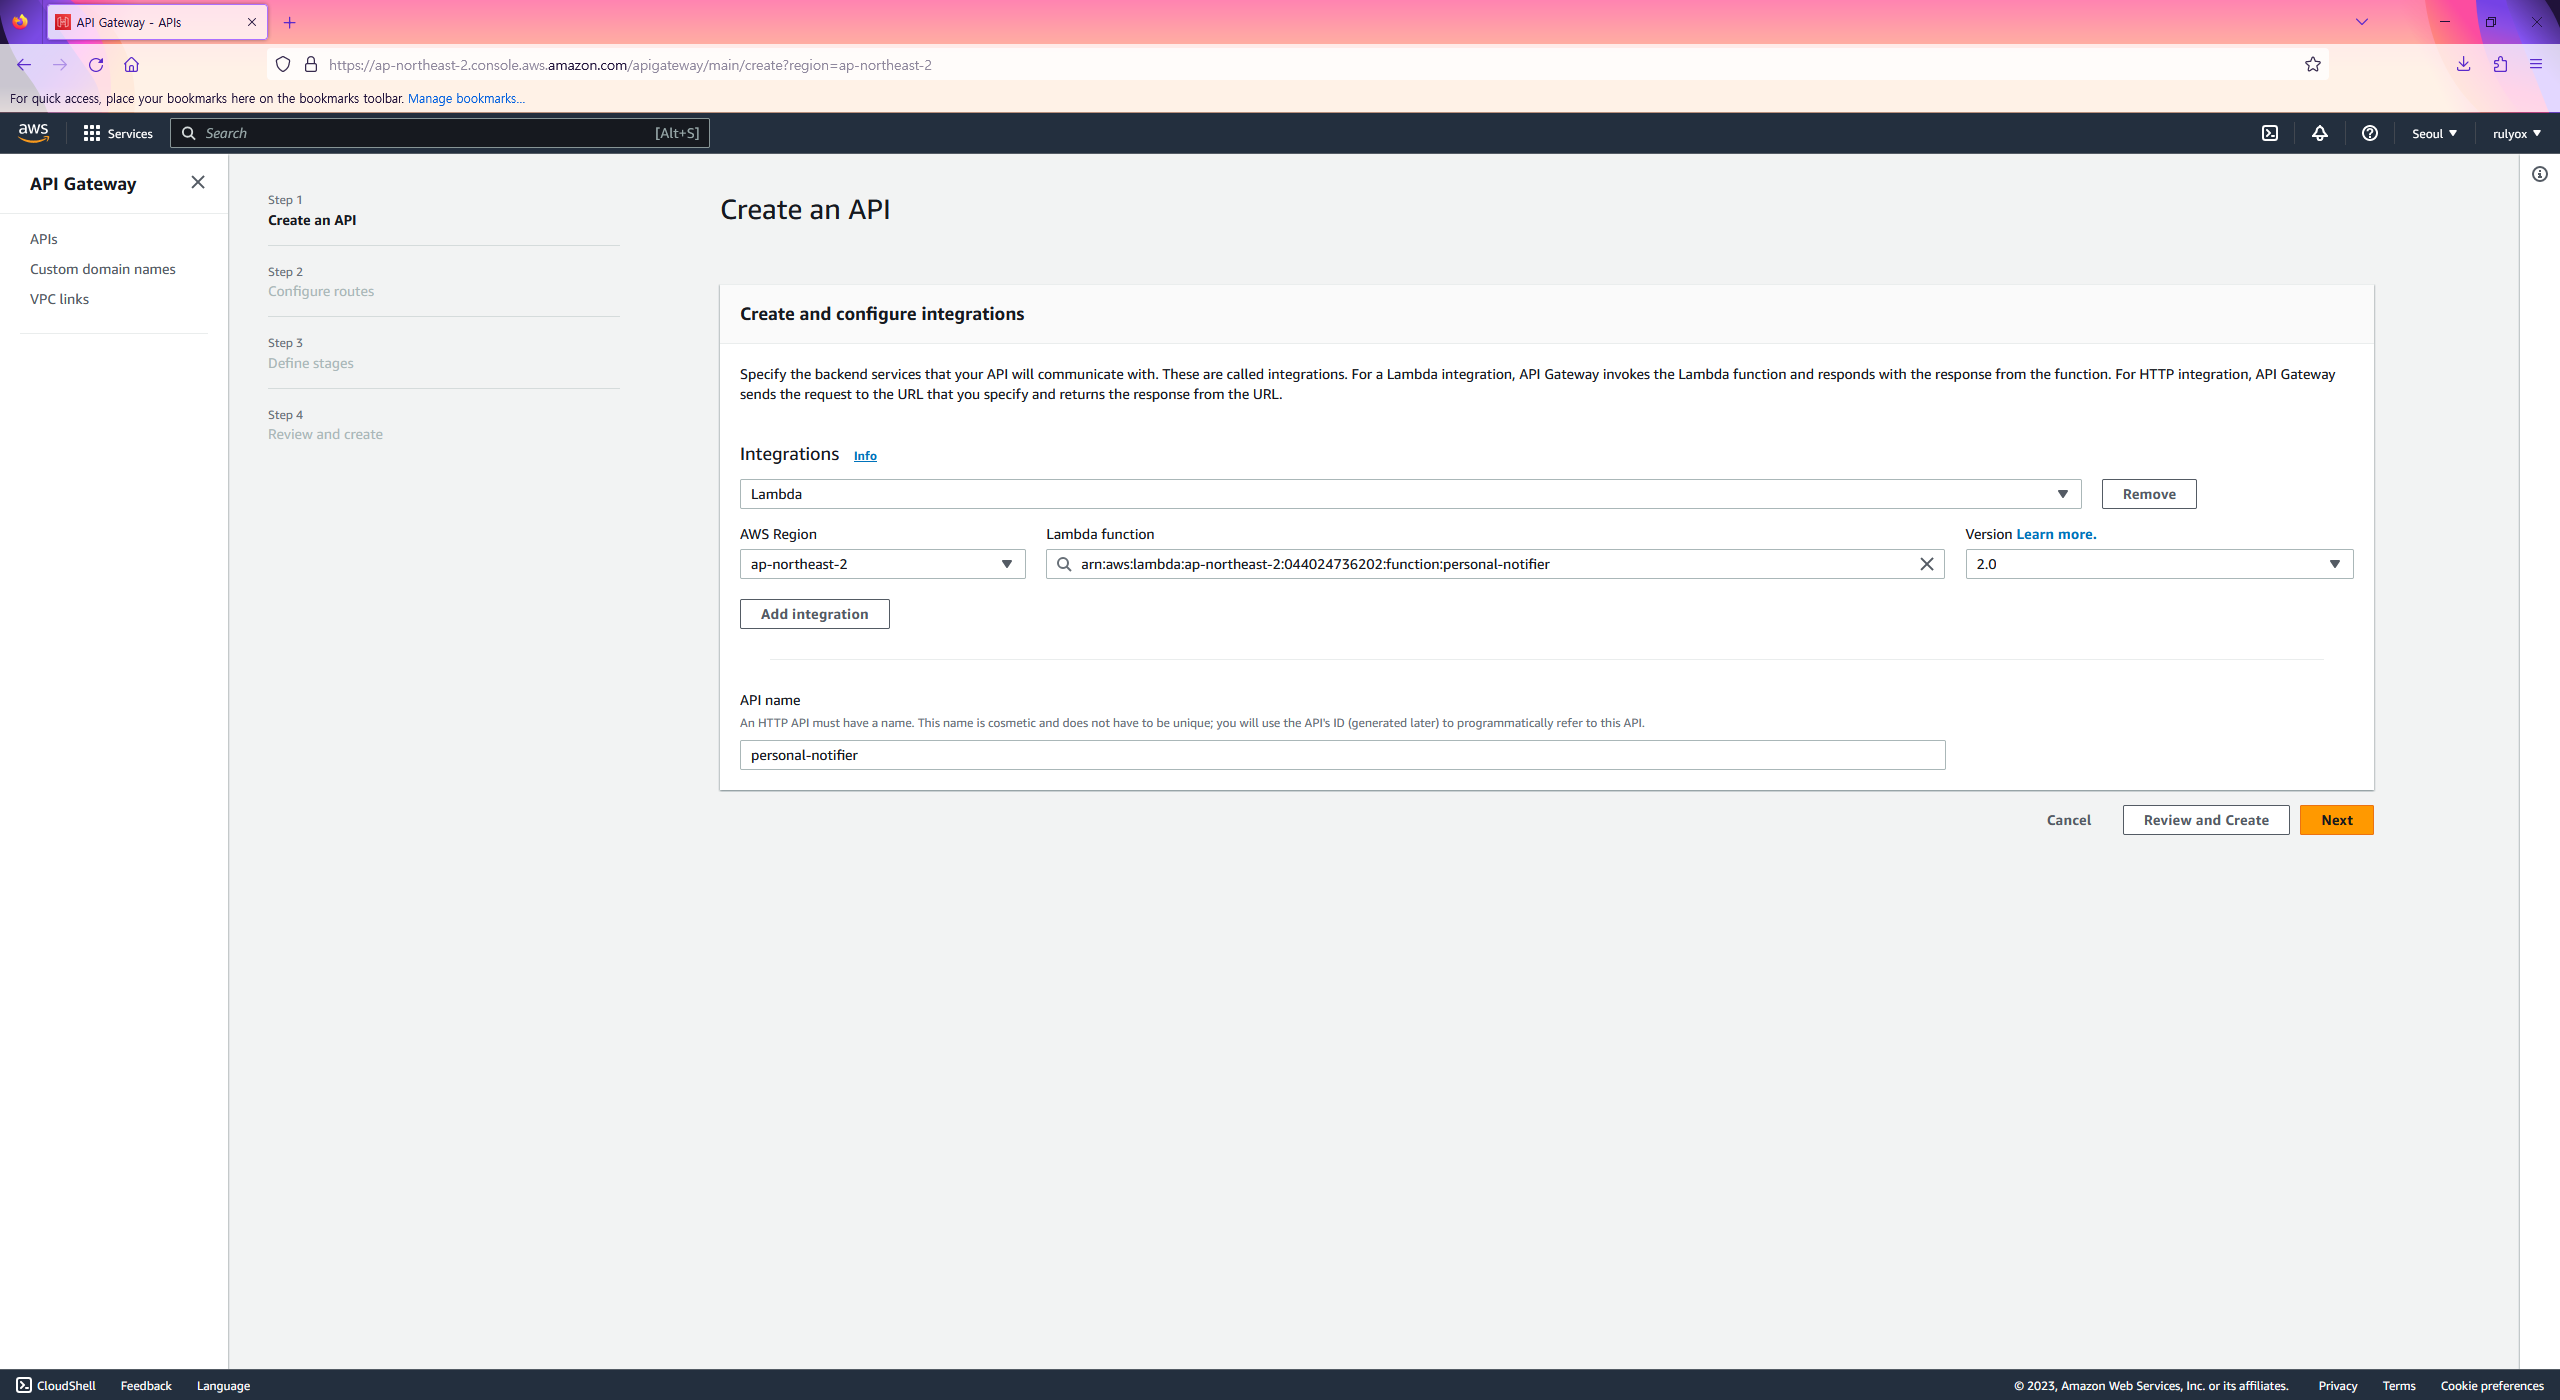 API Gateway - APIs
https://ap-northeast-2.console.aws.amazon.com/apigateway/main/create?region=ap-northeast-2
For quick access, place your bookmarks here on the bookmarks toolbar. Manage bookmarks...
aws Services Search [Alt+S] Seoul rulyox
API Gateway
APIs
Custom domain names
VPC links
Step 1
Create an API
Step 2
Configure routes
Step 3
Define stages
Step 4
Review and create
Create an API
Create and configure integrations
Specify the backend services that your API will communicate with. These are called integrations. For a Lambda integration, API Gateway invokes the Lambda function and responds with the response from the function. For HTTP integration, API Gateway
sends the request to the URL that you specify and returns the response from the URL.
Integrations Info
Lambda Remove
AWS Region Lambda function Version Learn more.
ap-northeast-2 arn:aws:lambda:ap-northeast-2:044024736202:function:personal-notifier 2.0
Add integration
API name
An HTTP API must have a name. This name is cosmetic and does not have to be unique; you will use the API's ID (generated later) to programmatically refer to this API.
personal-notifier
Cancel Review and Create Next
CloudShell Feedback Language © 2023, Amazon Web Services, Inc. or its affiliates. Privacy Terms Cookie preferences